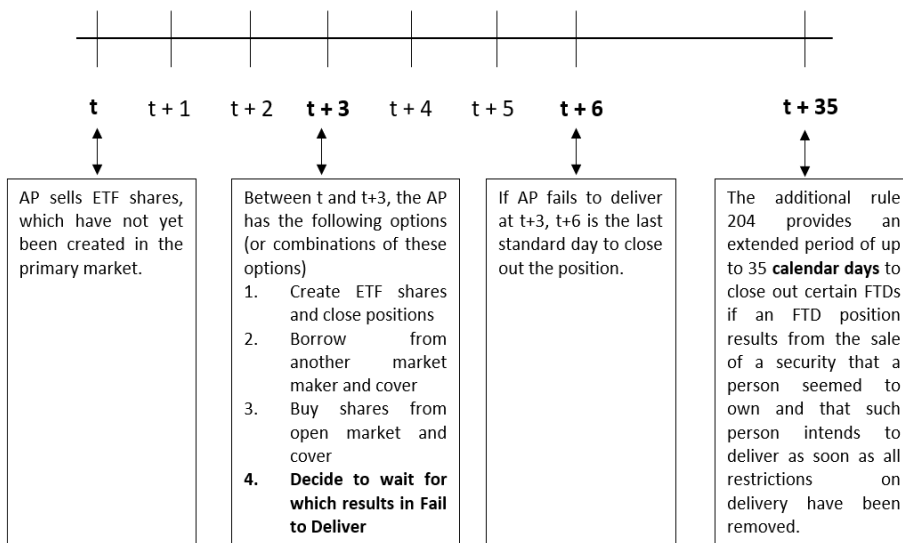 t t + 1 t + 2 t + 3 t + 4 t + 5 t + 6 t + 35
AP sells ETF shares,
which have not yet
been created in the
primary market.
Between t and t+3, the AP
has the following options
(or combinations of these
options)
1. Create ETF shares
and close positions
2. Borrow from
another market
maker and cover
3. Buy shares from
open market and
cover
4. Decide to wait for
which results in Fail
to Deliver
If AP fails to deliver
at t+3, t+6 is the last
standard day to close
out the position.
The additional rule
204 provides an
extended period of up
to 35 calendar days to
close out certain FTDs
if an FTD position
results from the sale
of a security that a
person seemed to
own and that such
person intends to
deliver as soon as all
restrictions on
delivery have been
removed.